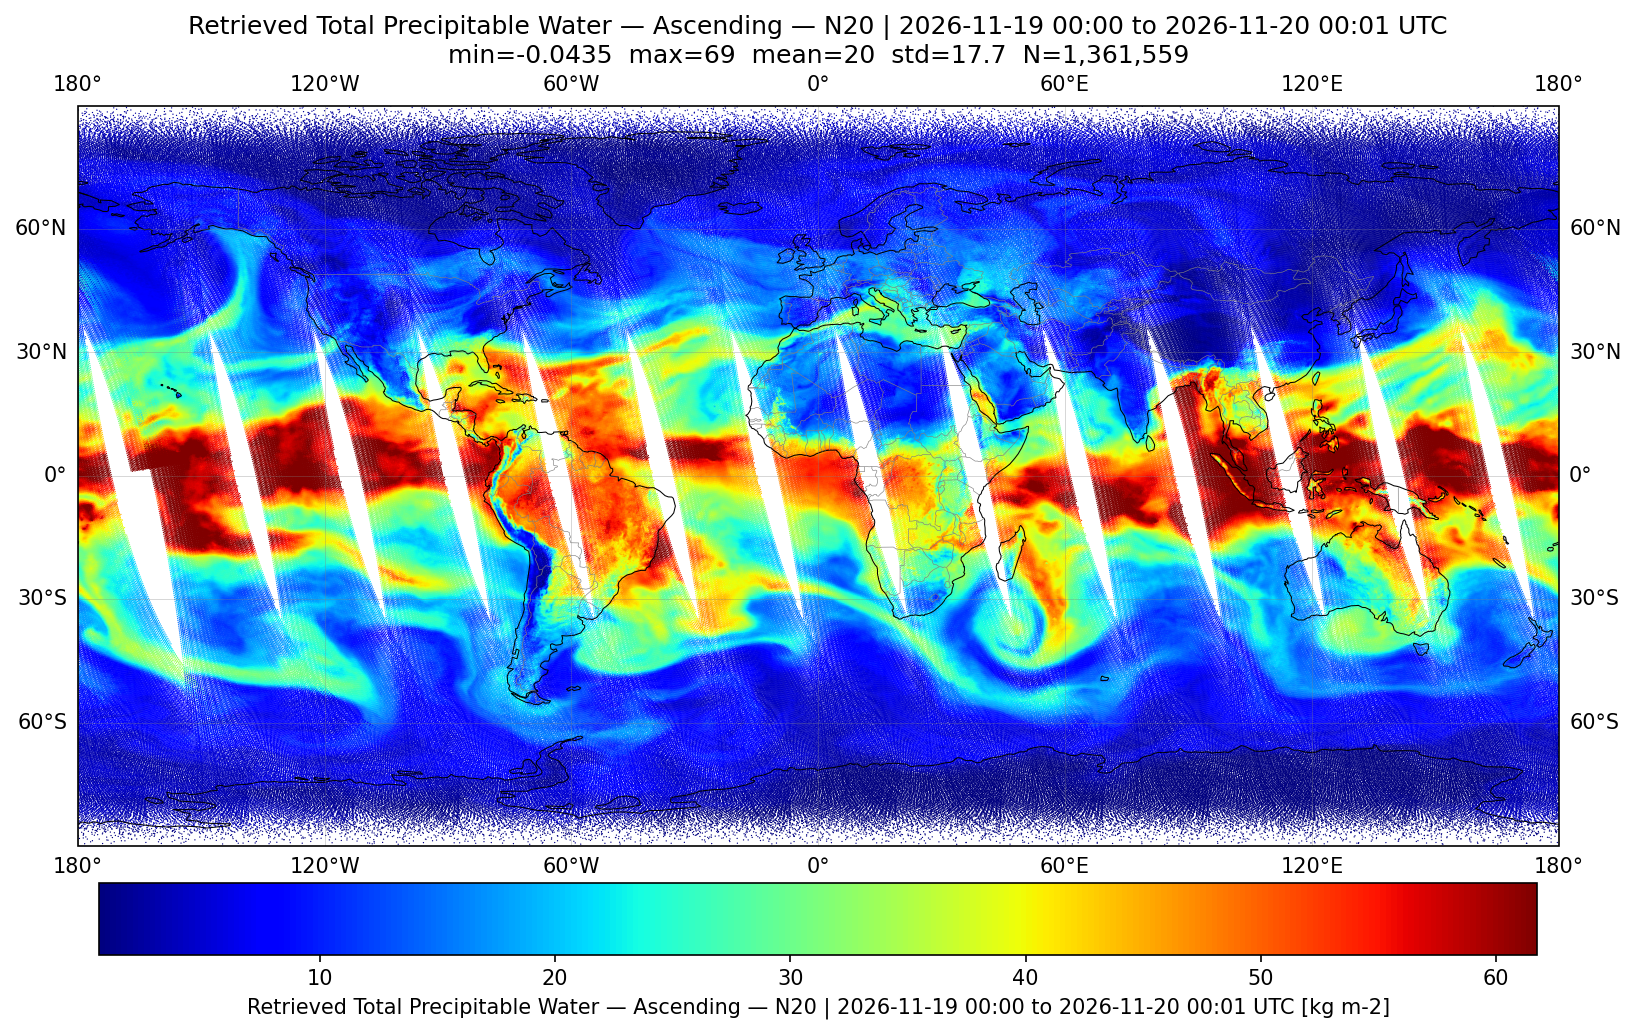 Retrieved Total Precipitable Water — Ascending — N20 | 2026-11-19 00:00 to 2026-11-20 00:01 UTC
min=-0.0435 max=69 mean=20 std=17.7 N=1,361,559
180° 120°W 60°W 0° 60°E 120°E 180°
60°N 60°N
30°N 30°N
0° 0°
30°S 30°S
60°S 60°S
180° 120°W 60°W 0° 60°E 120°E 180°
10 20 30 40 50 60
Retrieved Total Precipitable Water — Ascending — N20 | 2026-11-19 00:00 to 2026-11-20 00:01 UTC [kg m-2]